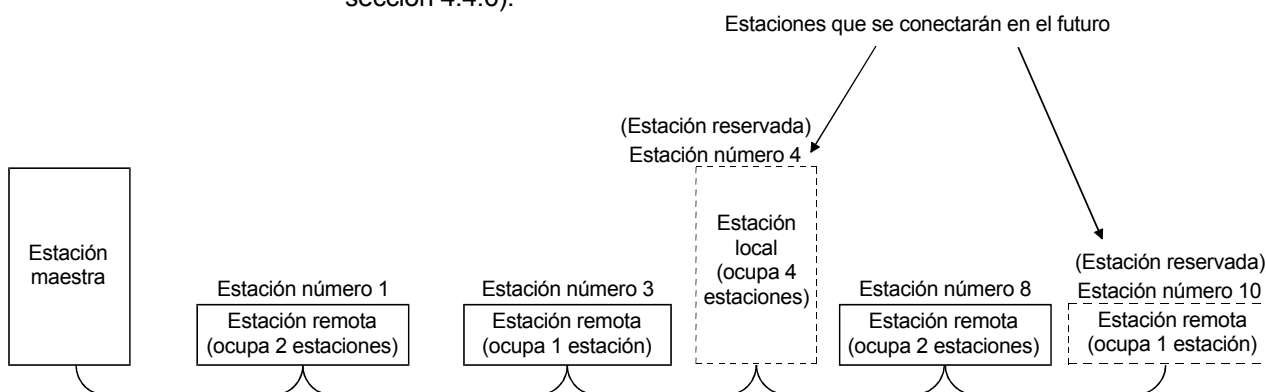 sección 4.4.6).
Estaciones que se conectarán en el futuro
(Estación reservada)
Estación número 4
Estación
maestra
Estación número 1
Estación remota
(ocupa 2 estaciones)
Estación número 3
Estación remota
(ocupa 1 estación)
Estación
local
(ocupa 4
estaciones)
Estación número 8
Estación remota
(ocupa 2 estaciones)
(Estación reservada)
Estación número 10
Estación remota
(ocupa 1 estación)